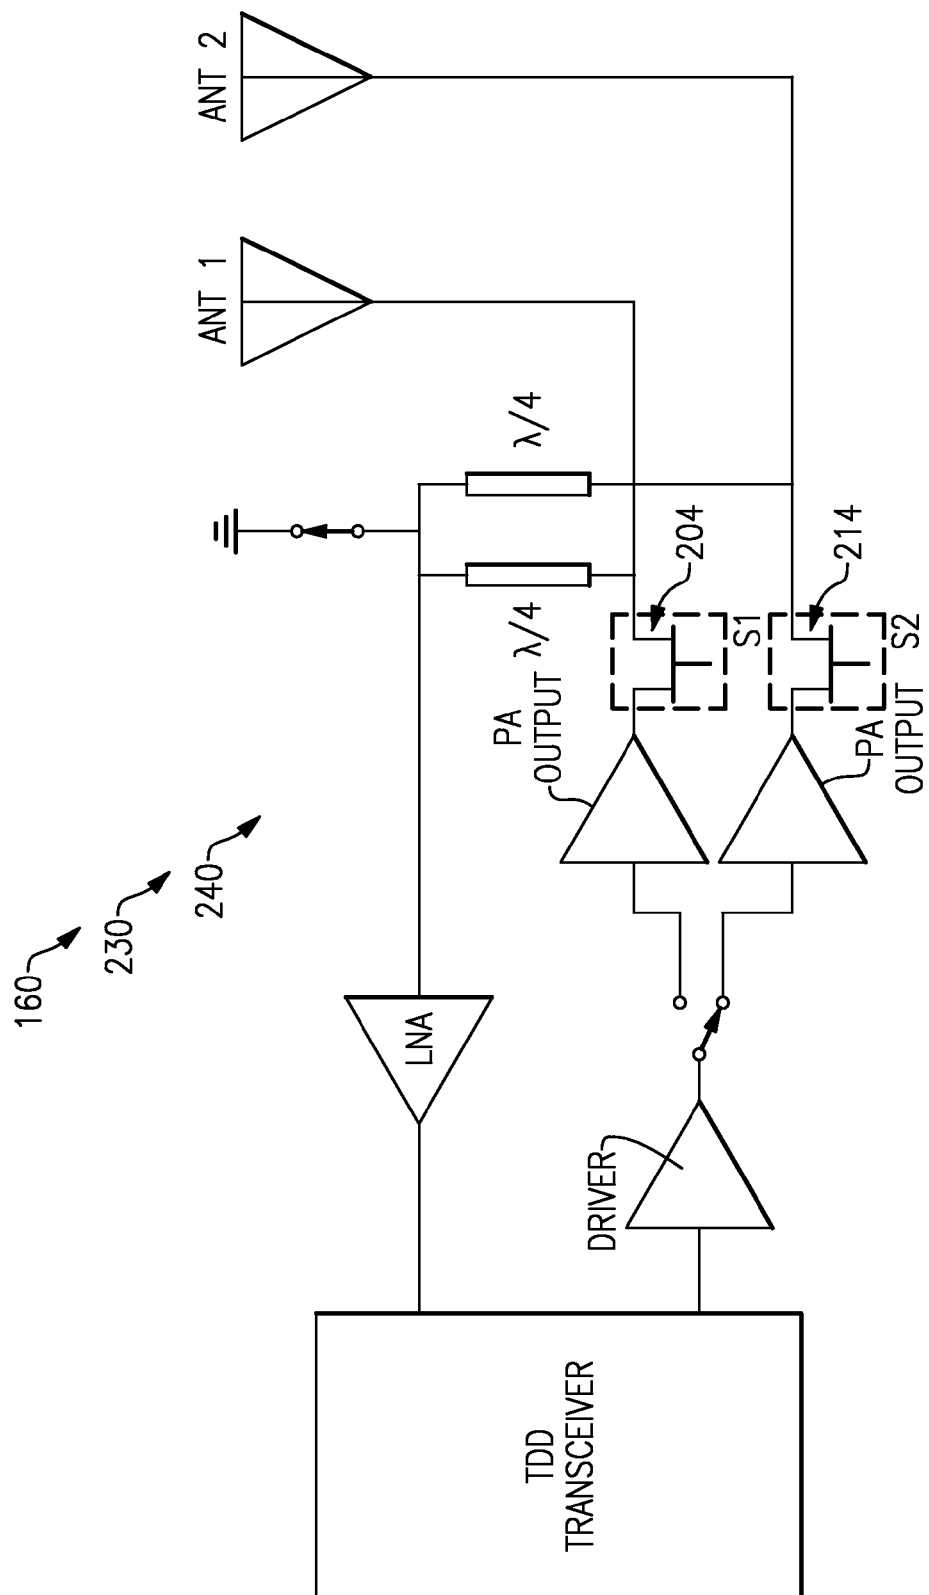 160
230
240
TDD
TRANSCEIVER
LNA
DRIVER
PA
OUTPUT
PA
OUTPUT
λ/4
λ/4
204
S1
214
S2
ANT 1
ANT 2